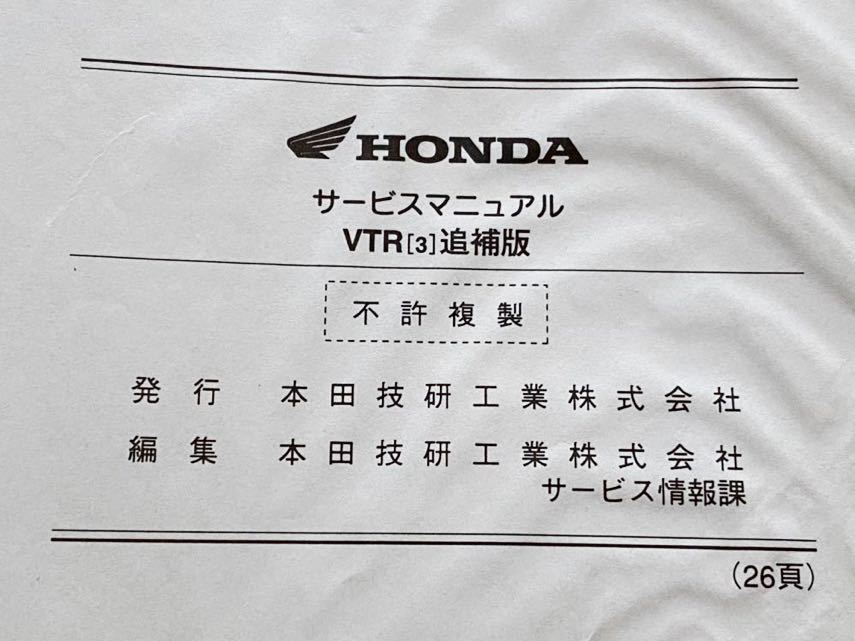 HONDA
サービスマニュアル
VTR[3]追補版
不許複製
発行 本田技研工業株式会社
編集 本田技研工業株式会社
サービス情報課
(26頁)